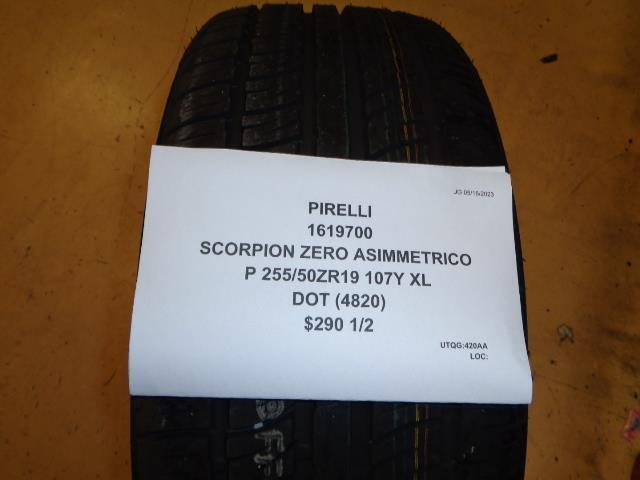 JG 09/15/2023
PIRELLI
1619700
SCORPION ZERO ASIMMETRICO
P 255/50ZR19 107Y XL
DOT (4820)
$290 1/2
UTQG:420AA
LOC: